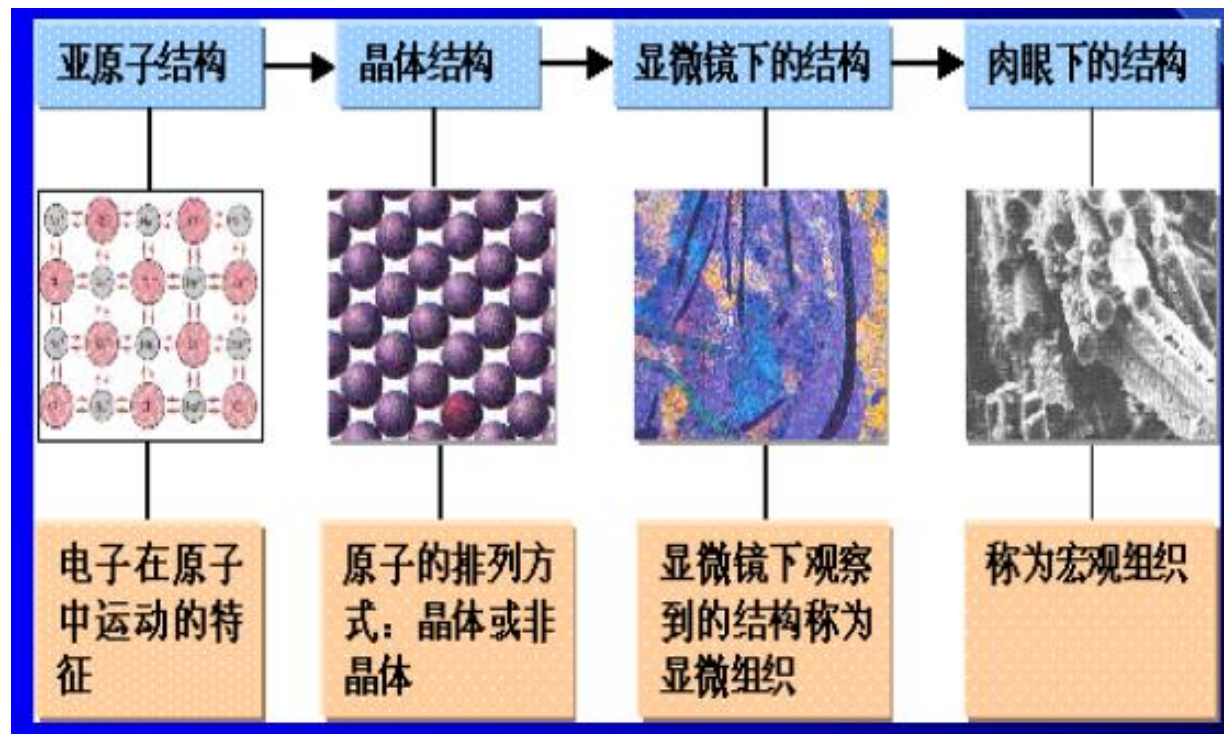 亚原子结构
晶体结构
显微镜下的结构
肉眼下的结构
电子在原子
中运动的特
征
原子的排列方
式：晶体或非
晶体
显微镜下观察
到的结构称为
显微组织
称为宏观组织